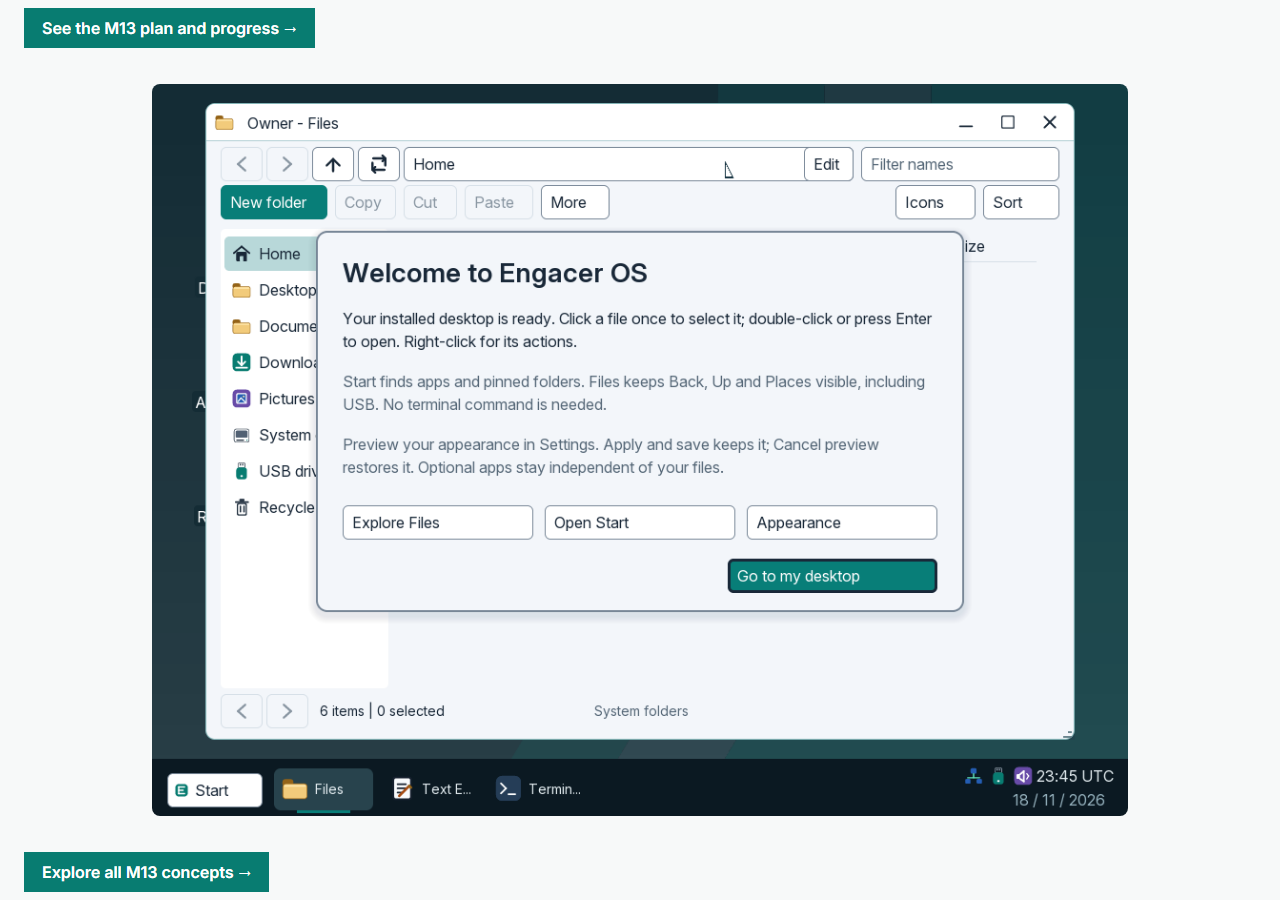 See the M13 plan and progress →
Owner - Files
Home Edit Filter names
New folder Copy Cut Paste More Icons Sort
Home
Desktop
Pictures
System
USB
Recycle
Welcome to Engacer OS
Your installed desktop is ready. Click a file once to select it; double-click or press Enter
to open. Right-click for its actions.
Start finds apps and pinned folders. Files keeps Back, Up and Places visible, including
USB. No terminal command is needed.
Preview your appearance in Settings. Apply and save keeps it; Cancel preview
restores it. Optional apps stay independent of your files.
Explore Files Open Start Appearance
Go to my desktop
6 items | 0 selected System folders
Start Files Text E... Termin... 23:45 UTC
18 / 11 / 2026
Explore all M13 concepts →